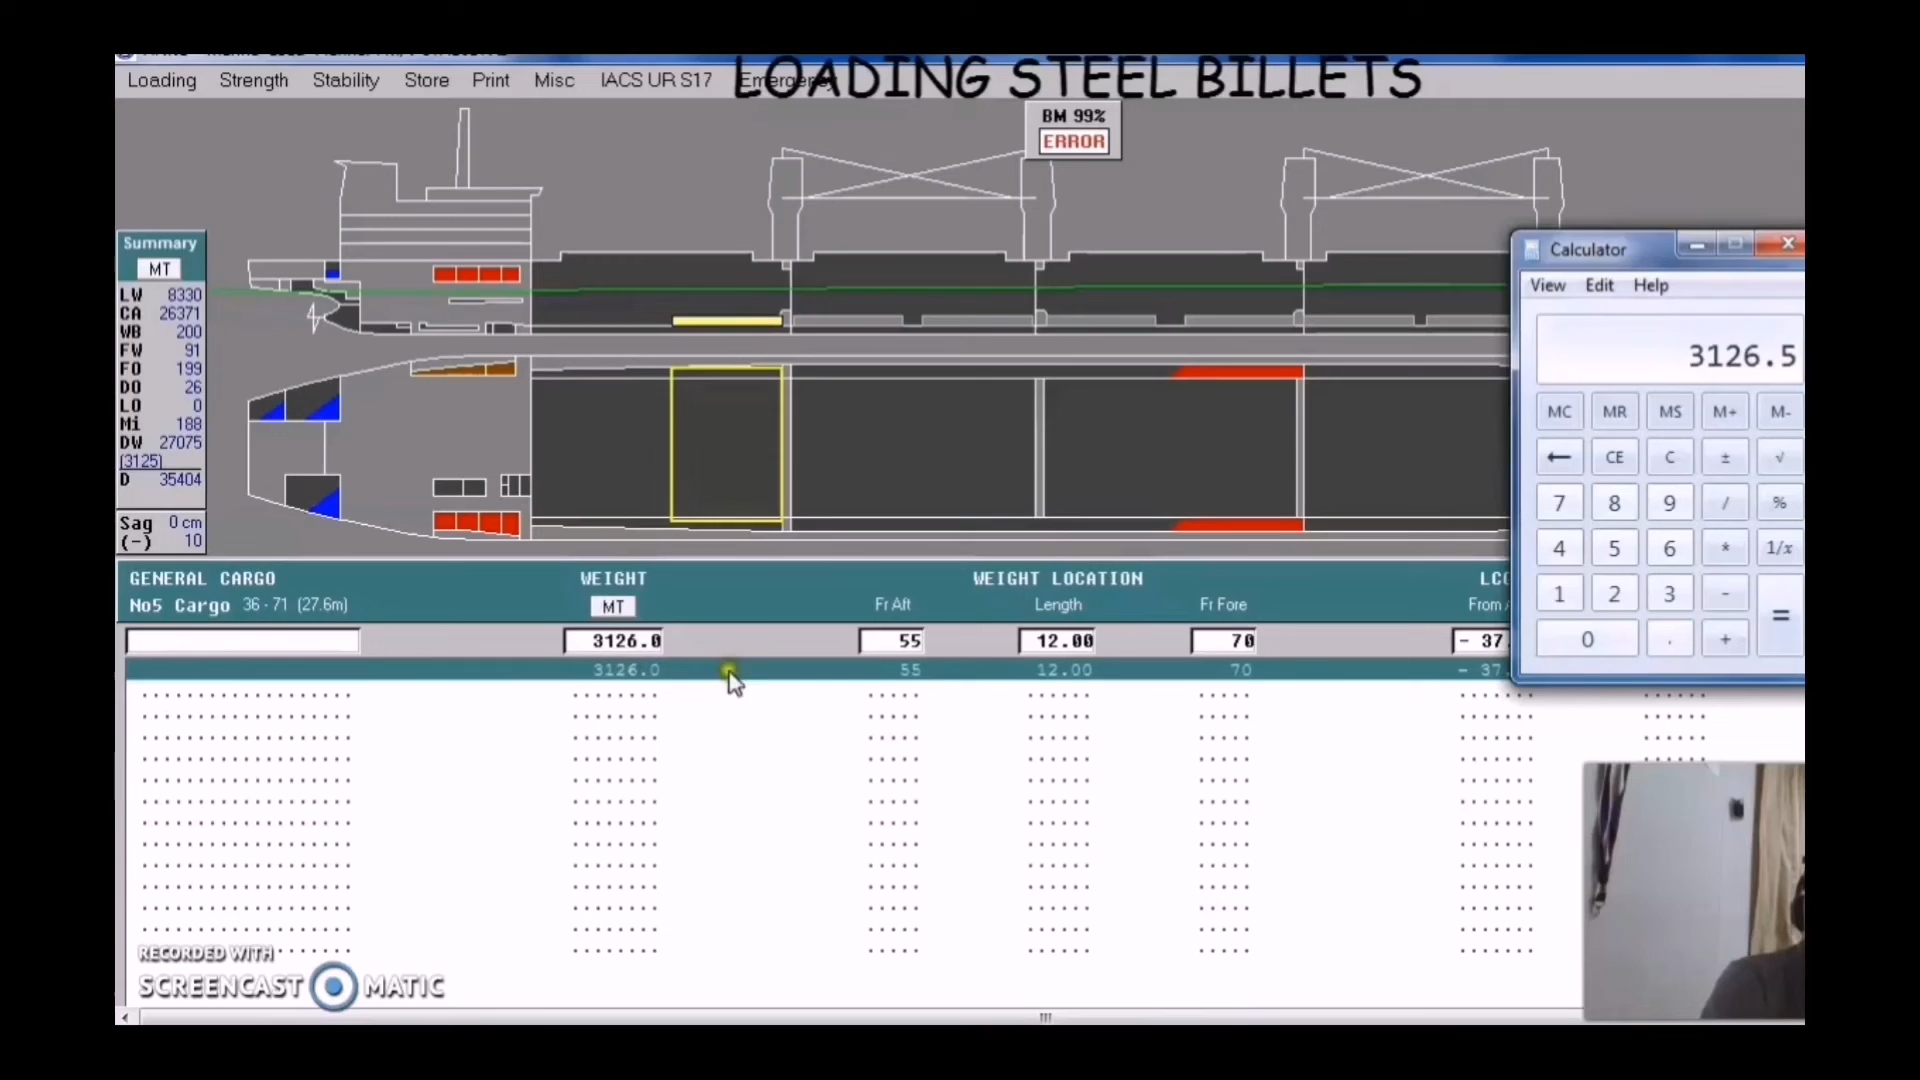 LOADING STEEL BILLETS
Loading Strength Stability Store Print Misc IACS UR S17 Emergency
BM 99%
ERROR
Summary
MT
LW 8330
CA 26371
WB 200
FW 91
FO 199
DO 26
LO 0
Mi 188
DW 27075
(3125)
D 35404
Sag 0 cm
(-) 10
Calculator
View Edit Help
3126.5
MC MR MS M+ M-
← CE C ± √
7 8 9 / %
4 5 6 * 1/x
1 2 3 - =
0 . +
GENERAL CARGO WEIGHT WEIGHT LOCATION
No5 Cargo 36 - 71 (27.6m) MT Fr Aft Length Fr Fore From
3126.0 55 12.00 70 - 37.
3126.0 55 12.00 70 - 37.
RECORDED WITH
SCREENCAST MATIC